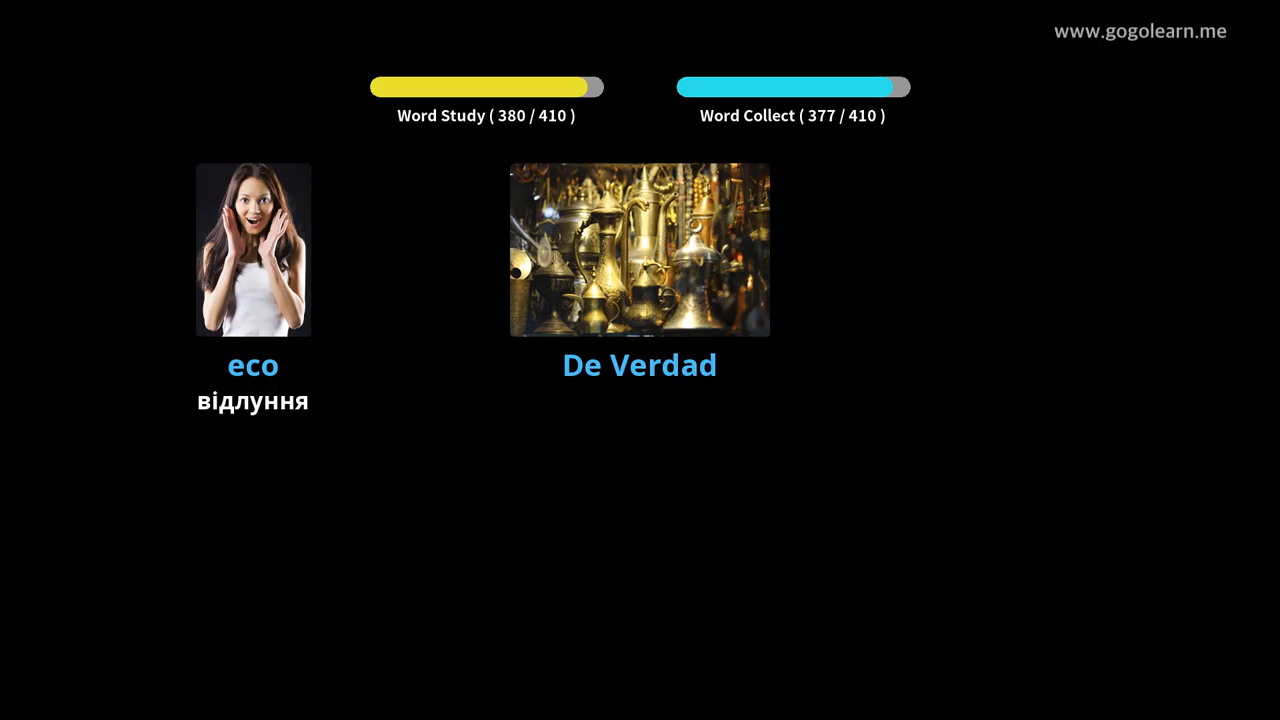 www.gogolearn.me
Word Study ( 380 / 410 )
Word Collect ( 377 / 410 )
eco
відлуння
De Verdad